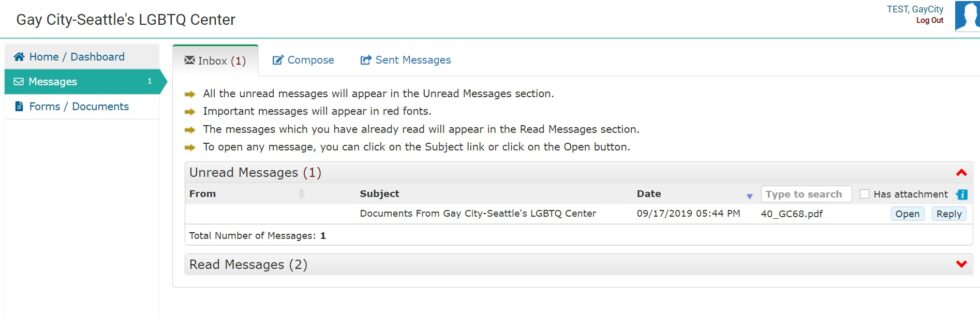 Gay City-Seattle's LGBTQ Center
TEST, GayCity
Log Out
Home / Dashboard
Messages 1
Forms / Documents
Inbox (1) Compose Sent Messages
All the unread messages will appear in the Unread Messages section.
Important messages will appear in red fonts.
The messages which you have already read will appear in the Read Messages section.
To open any message, you can click on the Subject link or click on the Open button.
Unread Messages (1)
From Subject Date Type to search Has attachment i
Documents From Gay City-Seattle's LGBTQ Center 09/17/2019 05:44 PM 40_GC68.pdf Open Reply
Total Number of Messages: 1
Read Messages (2)